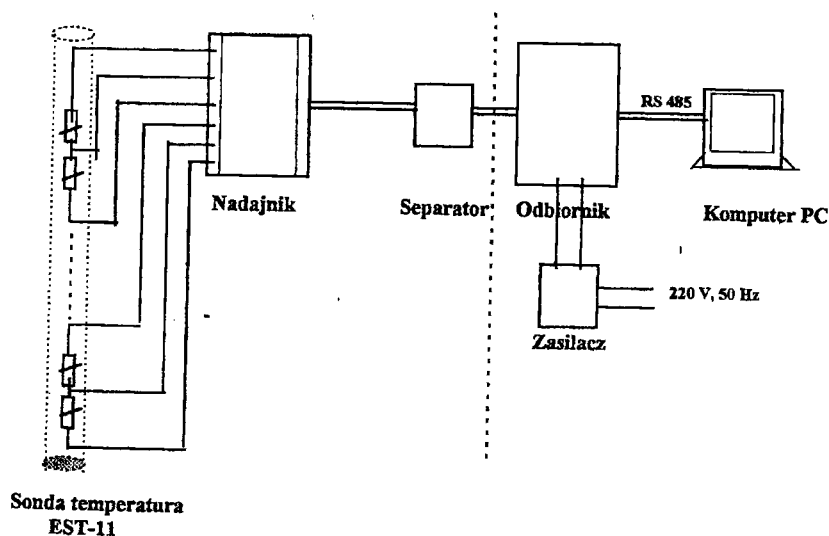 RS 485
Nadajnik
Separator
Odbiornik
Komputer PC
220 V, 50 Hz
Zasilacz
Sonda temperatura
EST-11